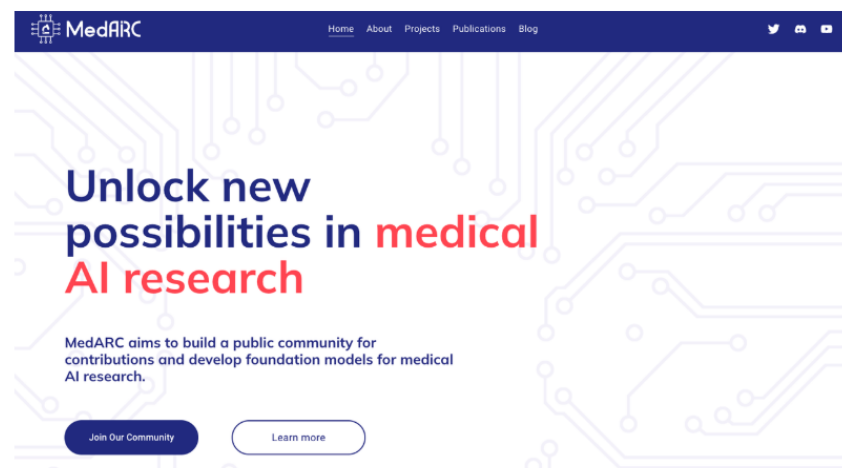 MedARC
Home About Projects Publications Blog
Unlock new
possibilities in medical
AI research
MedARC aims to build a public community for
contributions and develop foundation models for medical
AI research.
Join Our Community
Learn more